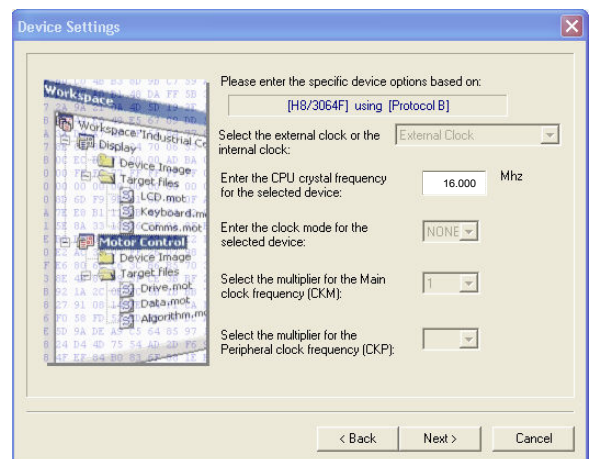 Device Settings
Workspace
Workspace 'Industrial Co
Display
Device Image
Target files
LCD.mot
Keyboard.m
Comms.mot
Motor Control
Device Image
Target files
Drive.mot
Data.mot
Algorithm.mo
Please enter the specific device options based on:
[H8/3064F] using [Protocol B]
Select the external clock or the
internal clock:
External Clock
Enter the CPU crystal frequency
for the selected device:
16.000
Mhz
Enter the clock mode for the
selected device:
NONE
Select the multiplier for the Main
clock frequency (CKM):
1
Select the multiplier for the
Peripheral clock frequency (CKP):
< Back
Next >
Cancel